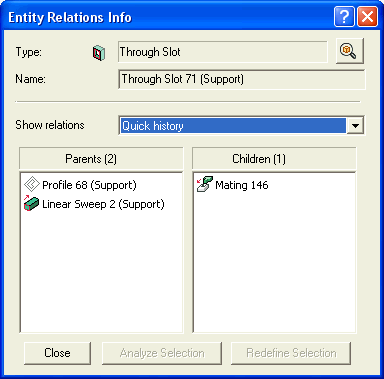 Entity Relations Info
?
Type: Through Slot
Name: Through Slot 71 (Support)
Show relations Quick history
Parents (2) Children (1)
Profile 68 (Support) Mating 146
Linear Sweep 2 (Support)
Close Analyze Selection Redefine Selection